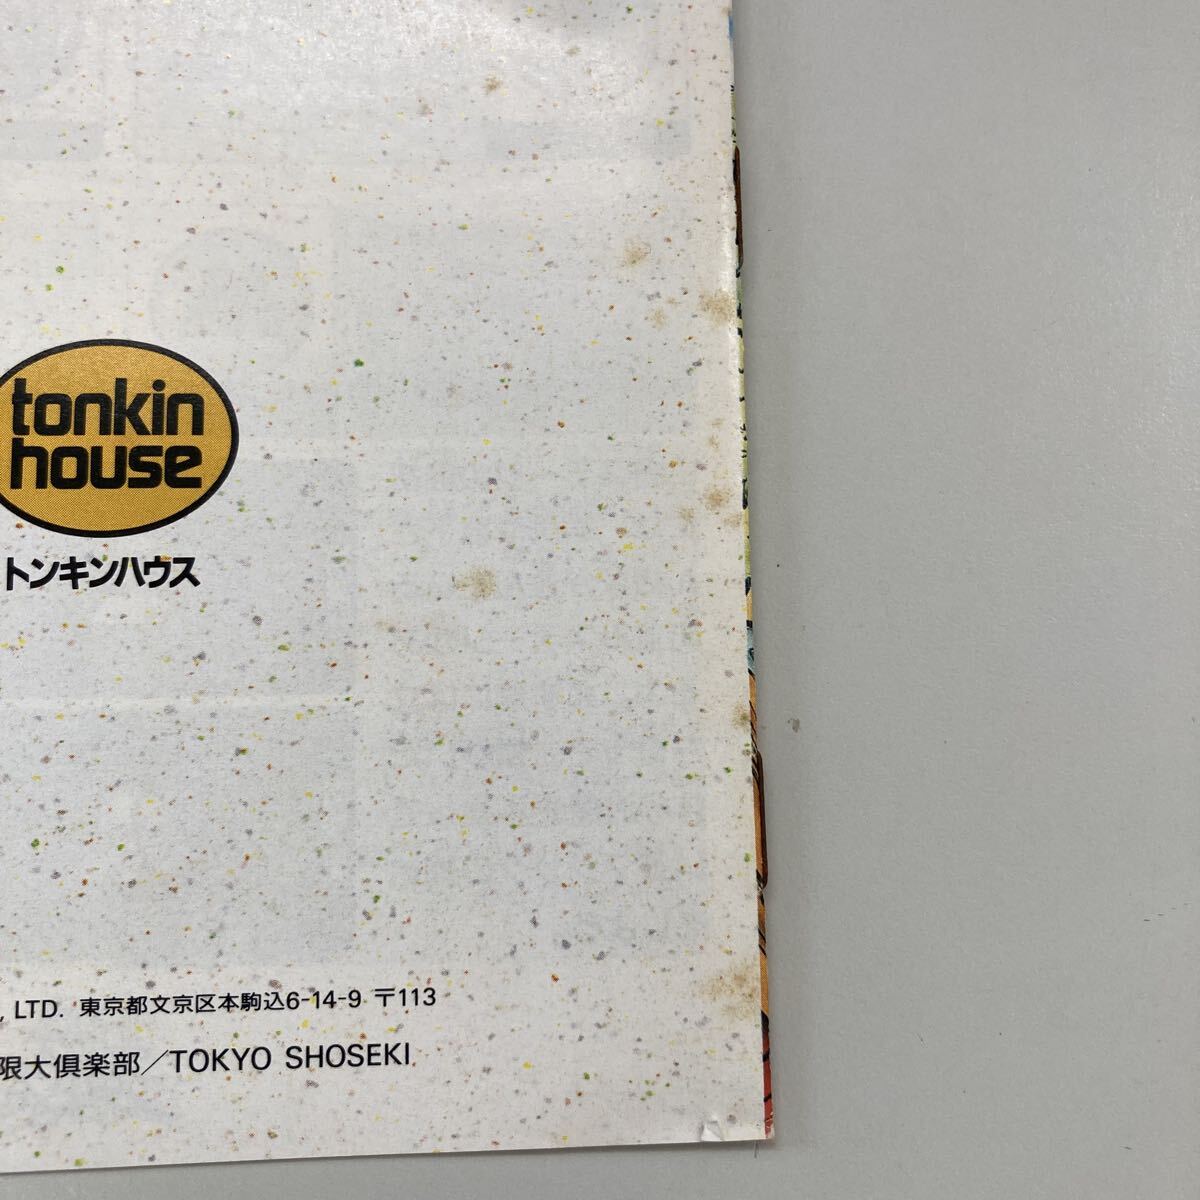 tonkin
house
トンキンハウス
, LTD. 東京都文京区本駒込6-14-9 〒113
限大倶楽部／TOKYO SHOSEKI